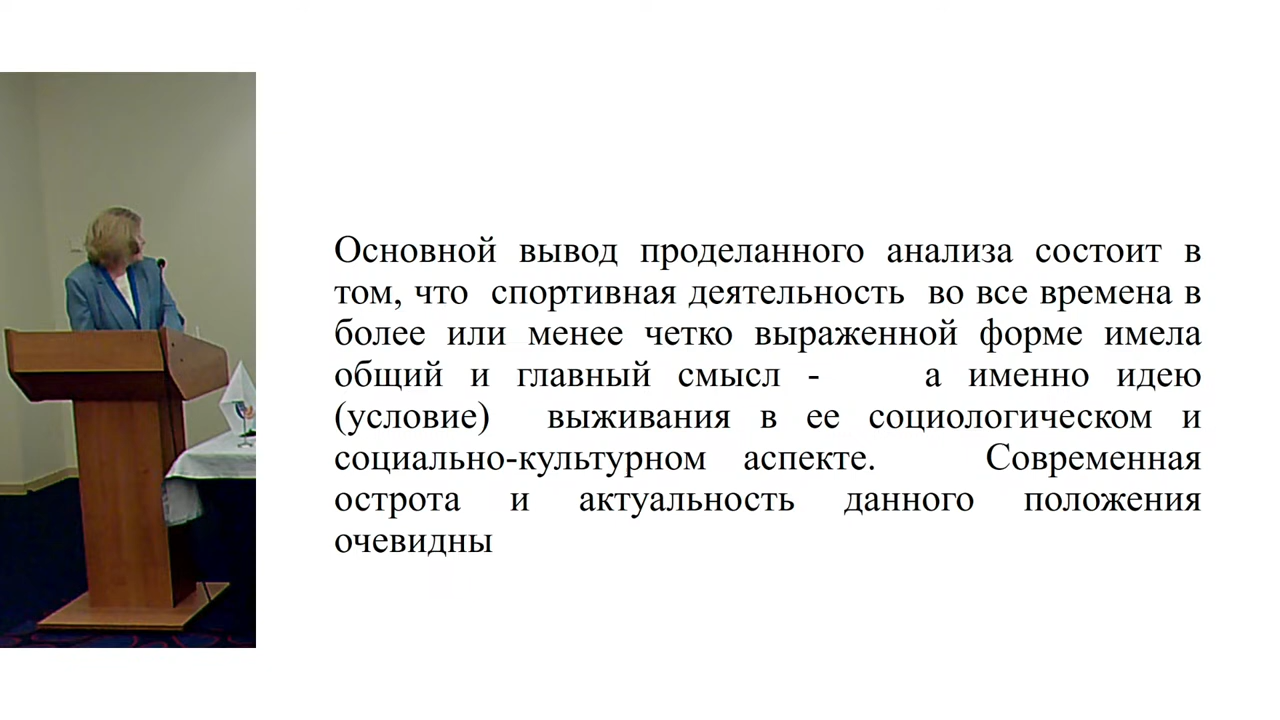 Основной вывод проделанного анализа состоит в
том, что спортивная деятельность во все времена в
более или менее четко выраженной форме имела
общий и главный смысл - а именно идею
(условие) выживания в ее социологическом и
социально-культурном аспекте. Современная
острота и актуальность данного положения
очевидны